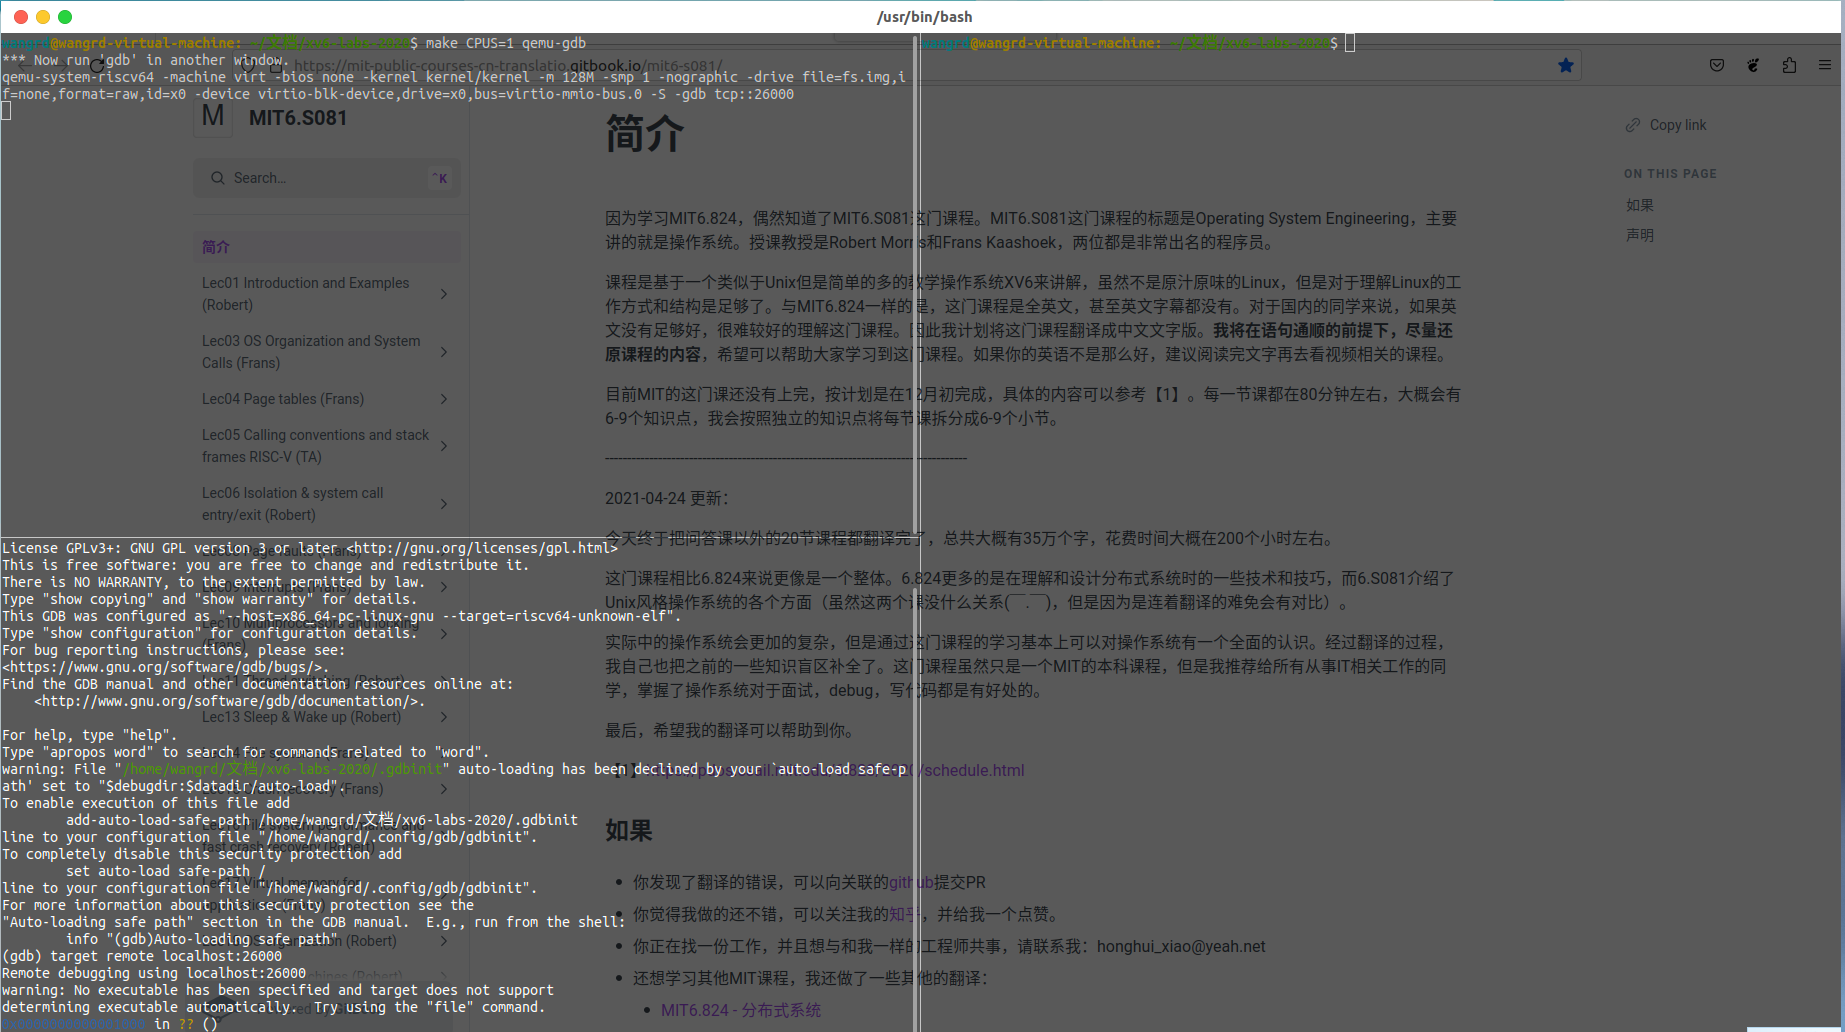 /usr/bin/bash
wangrd@wangrd-virtual-machine: ~/文档/xv6-labs-2020$ make CPUS=1 qemu-gdb
*** Now run 'gdb' in another window.
qemu-system-riscv64 -machine virt -bios none -kernel kernel/kernel -m 128M -smp 1 -nographic -drive file=fs.img,i
f=none,format=raw,id=x0 -device virtio-blk-device,drive=x0,bus=virtio-mmio-bus.0 -S -gdb tcp::26000
wangrd@wangrd-virtual-machine: ~/文档/xv6-labs-2020$
https://mit-public-courses-cn-translatio.gitbook.io/mit6-s081/
M MIT6.S081
Search...
⌃K
简介
Lec01 Introduction and Examples
(Robert)
Lec03 OS Organization and System
Calls (Frans)
Lec04 Page tables (Frans)
Lec05 Calling conventions and stack
frames RISC-V (TA)
Lec06 Isolation & system call
entry/exit (Robert)
Lec13 Sleep & Wake up (Robert)
License GPLv3+: GNU GPL version 3 or later <http://gnu.org/licenses/gpl.html>
This is free software: you are free to change and redistribute it.
There is NO WARRANTY, to the extent permitted by law.
Type "show copying" and "show warranty" for details.
This GDB was configured as "--host=x86_64-pc-linux-gnu --target=riscv64-unknown-elf".
Type "show configuration" for configuration details.
For bug reporting instructions, please see:
<https://www.gnu.org/software/gdb/bugs/>.
Find the GDB manual and other documentation resources online at:
<http://www.gnu.org/software/gdb/documentation/>.
For help, type "help".
Type "apropos word" to search for commands related to "word".
warning: File "/home/wangrd/文档/xv6-labs-2020/.gdbinit" auto-loading has been declined by your `auto-load safe-p
ath' set to "$debugdir:$datadir/auto-load".
To enable execution of this file add
add-auto-load-safe-path /home/wangrd/文档/xv6-labs-2020/.gdbinit
line to your configuration file "/home/wangrd/.config/gdb/gdbinit".
To completely disable this security protection add
set auto-load safe-path /
line to your configuration file "/home/wangrd/.config/gdb/gdbinit".
For more information about this security protection see the
"Auto-loading safe path" section in the GDB manual.  E.g., run from the shell:
info "(gdb)Auto-loading safe path"
(gdb) target remote localhost:26000
Remote debugging using localhost:26000
warning: No executable has been specified and target does not support
determining executable automatically.  Try using the "file" command.
in ?? ()
简介
因为学习MIT6.824，偶然知道了MIT6.S081这门课程。MIT6.S081这门课程的标题是Operating System Engineering，主要
讲的就是操作系统。授课教授是Robert Morris和Frans Kaashoek，两位都是非常出名的程序员。
课程是基于一个类似于Unix但是简单的多的教学操作系统XV6来讲解，虽然不是原汁原味的Linux，但是对于理解Linux的工
作方式和结构是足够了。与MIT6.824一样的是，这门课程是全英文，甚至英文字幕都没有。对于国内的同学来说，如果英
文没有足够好，很难较好的理解这门课程。因此我计划将这门课程翻译成中文文字版。我将在语句通顺的前提下，尽量还
原课程的内容，希望可以帮助大家学习到这门课程。如果你的英语不是那么好，建议阅读完文字再去看视频相关的课程。
目前MIT的这门课还没有上完，按计划是在12月初完成，具体的内容可以参考【1】。每一节课都在80分钟左右，大概会有
6-9个知识点，我会按照独立的知识点将每节课拆分成6-9个小节。
2021-04-24 更新：
今天终于把问答课以外的20节课程都翻译完了，总共大概有35万个字，花费时间大概在200个小时左右。
这门课程相比6.824来说更像是一个整体。6.824更多的是在理解和设计分布式系统时的一些技术和技巧，而6.S081介绍了
Unix风格操作系统的各个方面（虽然这两个课没什么关系(￣.￣)，但是因为是连着翻译的难免会有对比）。
实际中的操作系统会更加的复杂，但是通过这门课程的学习基本上可以对操作系统有一个全面的认识。经过翻译的过程，
我自己也把之前的一些知识盲区补全了。这门课程虽然只是一个MIT的本科课程，但是我推荐给所有从事IT相关工作的同
学，掌握了操作系统对于面试，debug，写代码都是有好处的。
最后，希望我的翻译可以帮助到你。
/schedule.html
如果
你发现了翻译的错误，可以向关联的github提交PR
你觉得我做的还不错，可以关注我的知乎，并给我一个点赞。
你正在找一份工作，并且想与和我一样的工程师共事，请联系我：honghui_xiao@yeah.net
还想学习其他MIT课程，我还做了一些其他的翻译：
MIT6.824 - 分布式系统
Copy link
ON THIS PAGE
如果
声明